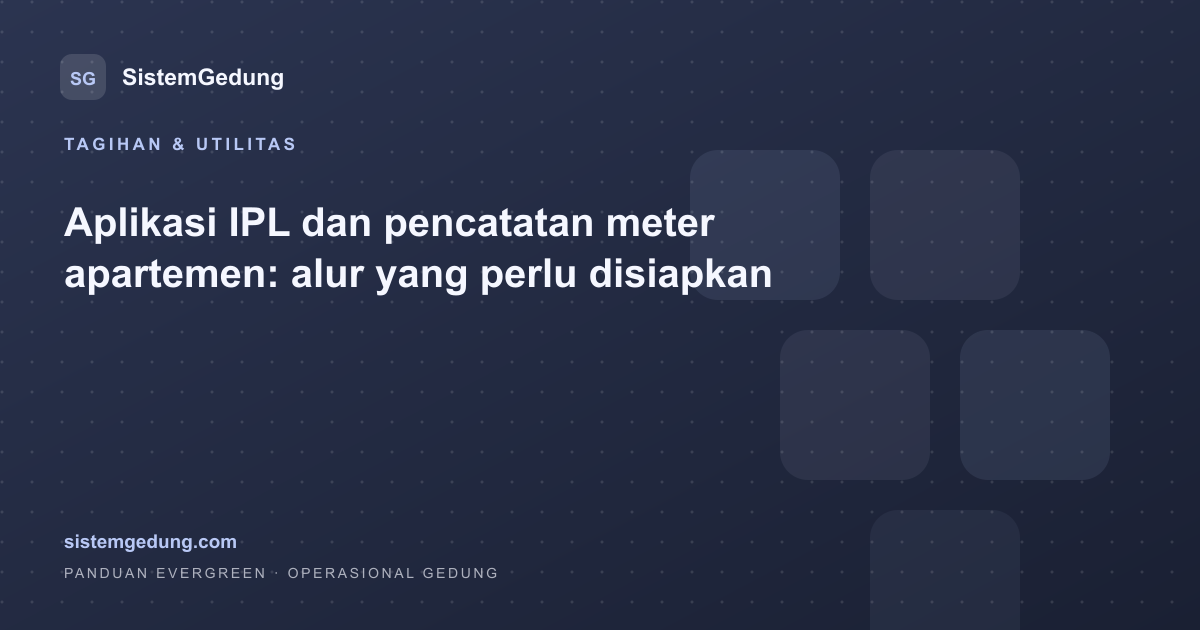 SG
SistemGedung
TAGIHAN & UTILITAS
Aplikasi IPL dan pencatatan meter
apartemen: alur yang perlu disiapkan
sistemgedung.com
PANDUAN EVERGREEN · OPERASIONAL GEDUNG